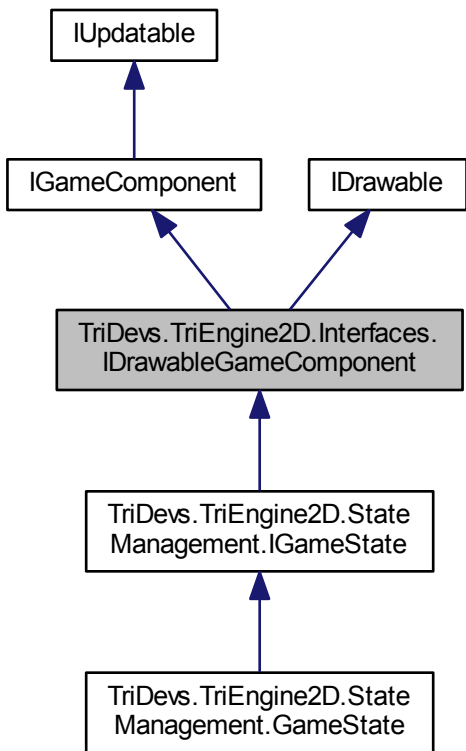 IUpdatable
IGameComponent
IDrawable
TriDevs.TriEngine2D.Interfaces.
IDrawableGameComponent
TriDevs.TriEngine2D.State
Management.IGameState
TriDevs.TriEngine2D.State
Management.GameState